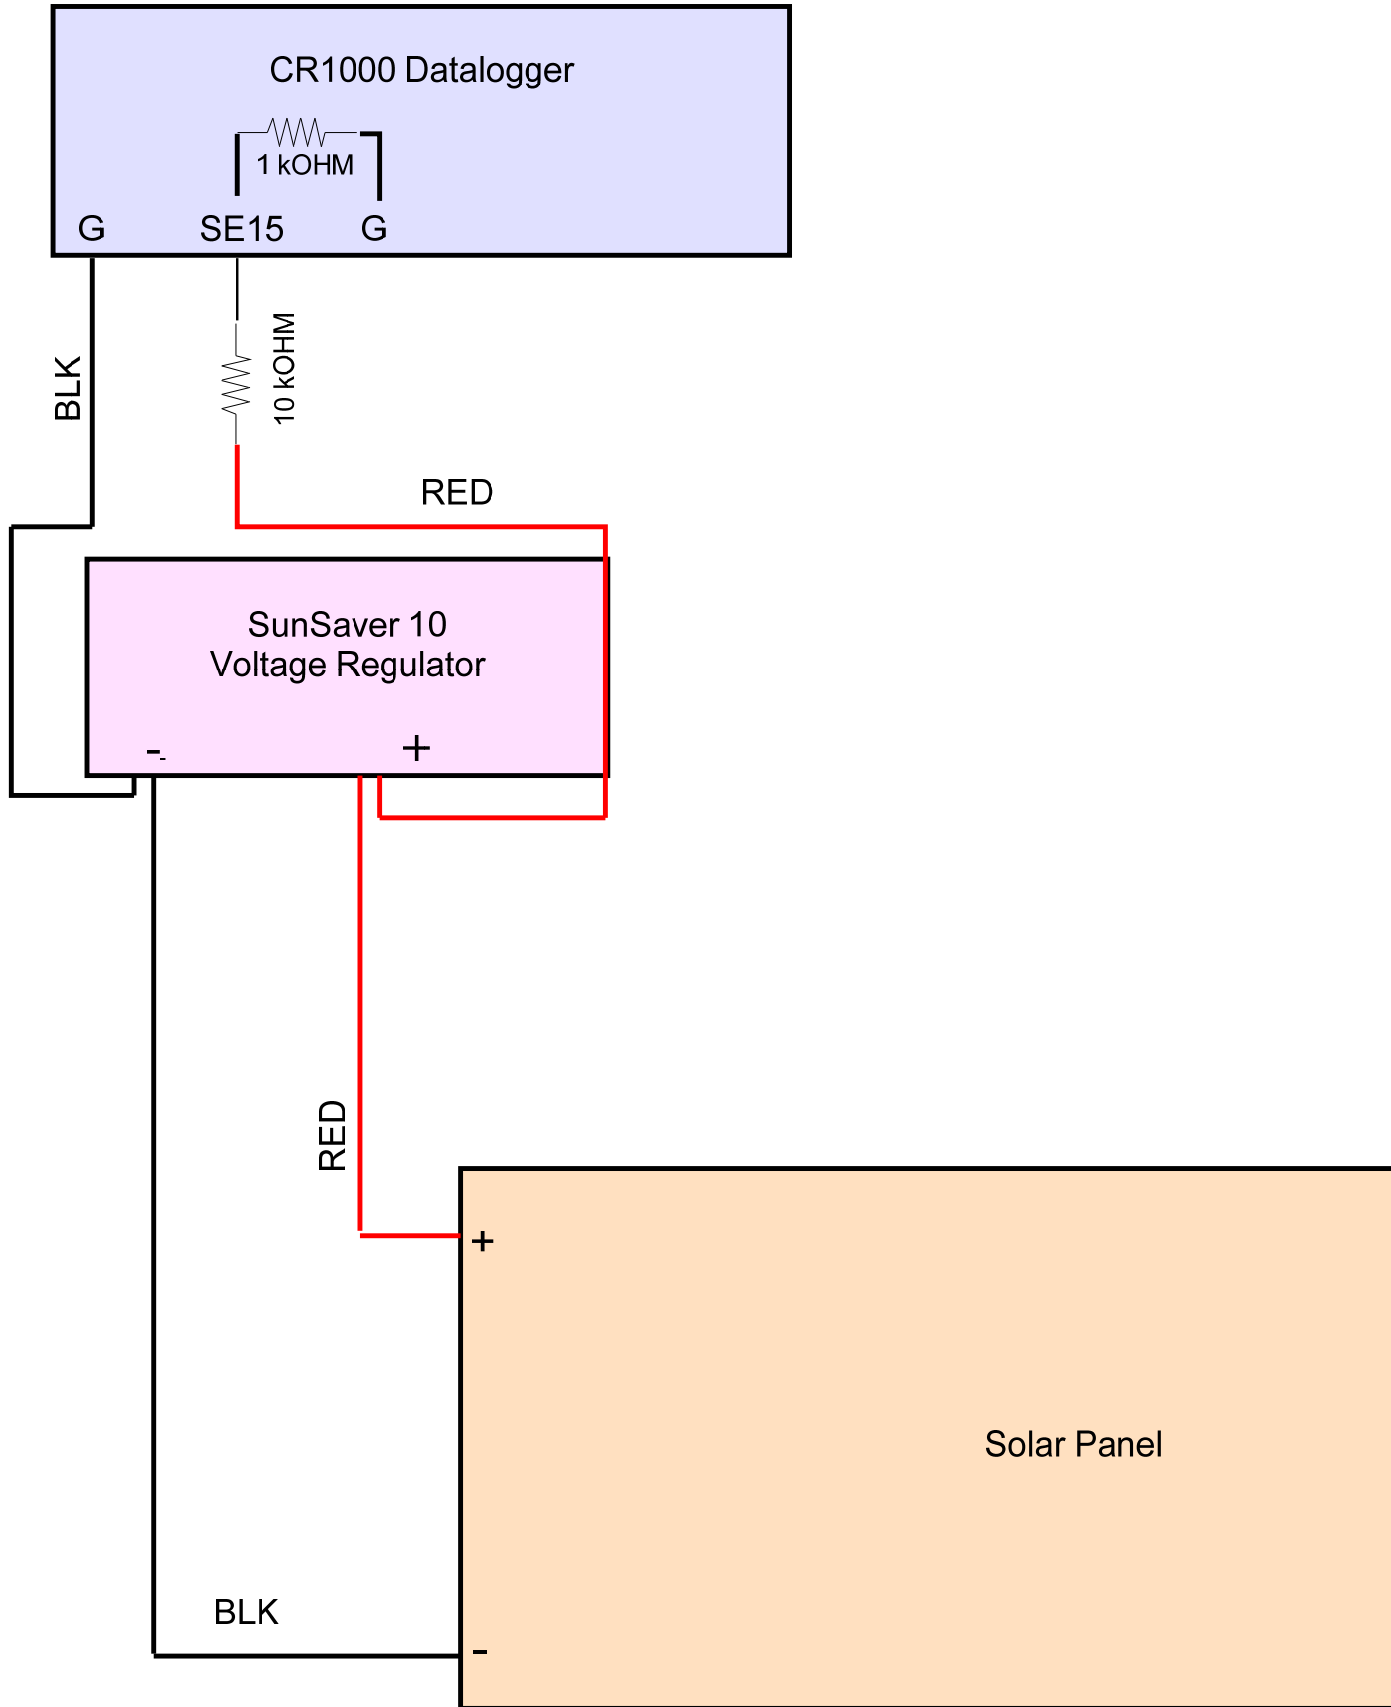 CR1000 Datalogger
1 kOHM
G SE15 G
BLK
10 kOHM
RED
SunSaver 10
Voltage Regulator
-- +
RED
+
Solar Panel
BLK
-